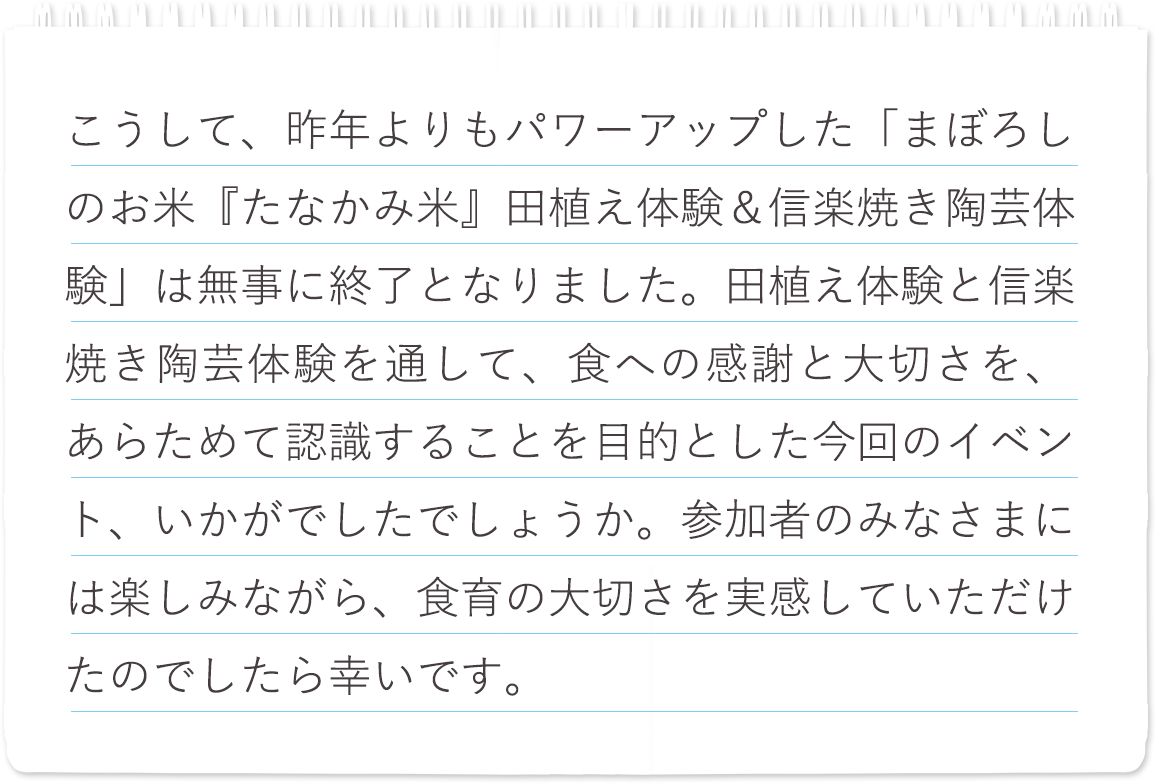 こうして、昨年よりもパワーアップした「まぼろし
のお米『たなかみ米』田植え体験＆信楽焼き陶芸体
験」は無事に終了となりました。田植え体験と信楽
焼き陶芸体験を通して、食への感謝と大切さを、
あらためて認識することを目的とした今回のイベン
ト、いかがでしたでしょうか。参加者のみなさまに
は楽しみながら、食育の大切さを実感していただけ
たのでしたら幸いです。